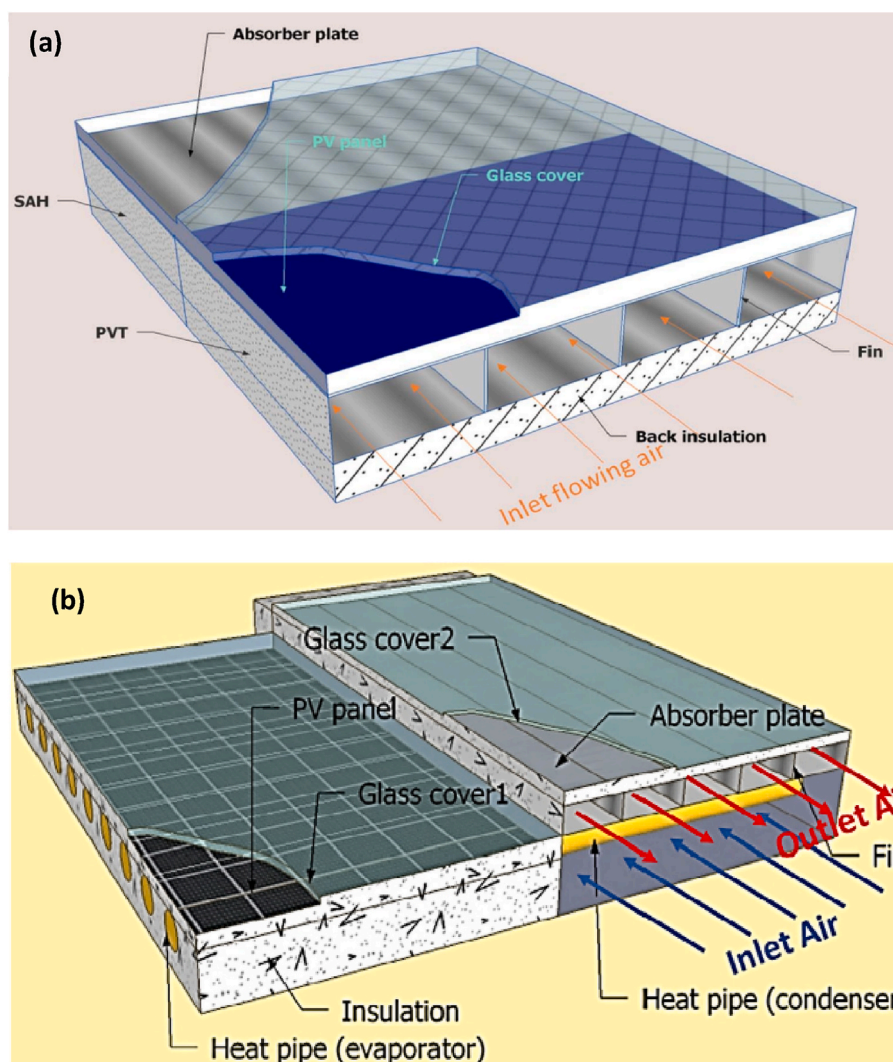 (a)
Absorber plate
PV panel
Glass cover
SAH
PVT
Fin
Back insulation
Inlet flowing air
(b)
Glass cover2
PV panel
Absorber plate
Glass cover1
Outlet A
Fi
Inlet Air
Heat pipe (condenser
Insulation
Heat pipe (evaporator)